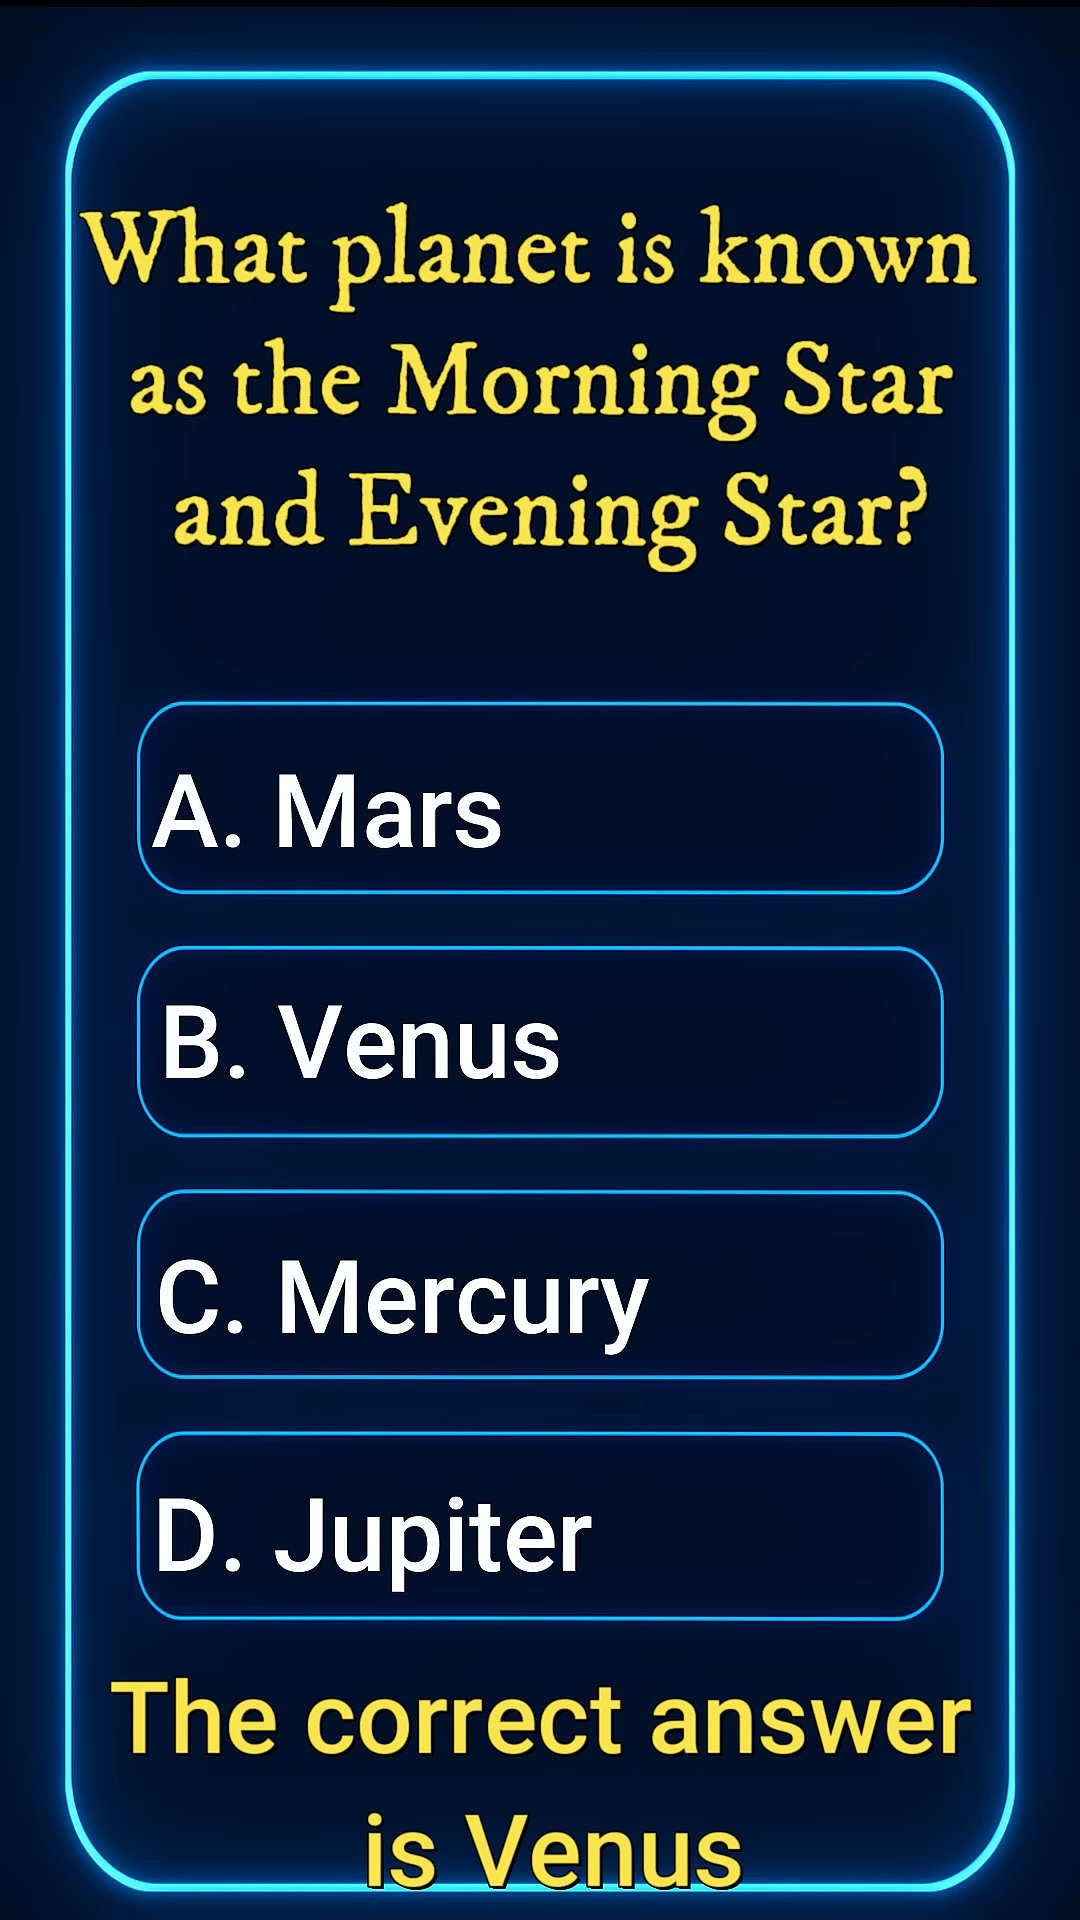 What planet is known
as the Morning Star
and Evening Star?
A. Mars
B. Venus
C. Mercury
D. Jupiter
The correct answer
is Venus